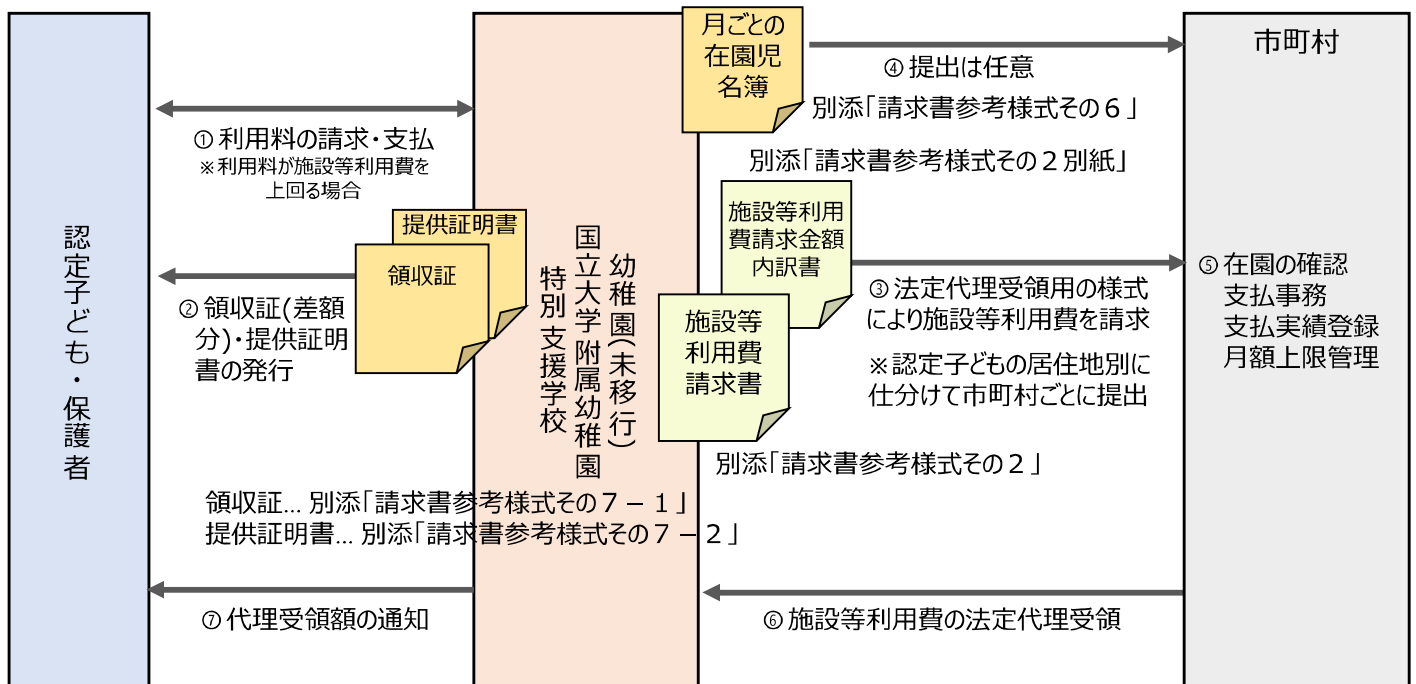 認定子ども・保護者
① 利用料の請求・支払
※利用料が施設等利用費を
上回る場合
提供証明書
領収証
② 領収証(差額
分)・提供証明
書の発行
幼稚園(未移行)
国立大学附属幼稚園
特別支援学校
領収証… 別添「請求書参考様式その７－１」
提供証明書… 別添「請求書参考様式その７－２」
⑦ 代理受領額の通知
月ごとの
在園児
名簿
④ 提出は任意
別添「請求書参考様式その６」
別添「請求書参考様式その２別紙」
施設等利用
費請求金額
内訳書
施設等
利用費
請求書
③ 法定代理受領用の様式
により施設等利用費を請求
※認定子どもの居住地別に
仕分けて市町村ごとに提出
別添「請求書参考様式その２」
⑥ 施設等利用費の法定代理受領
市町村
⑤ 在園の確認
支払事務
支払実績登録
月額上限管理